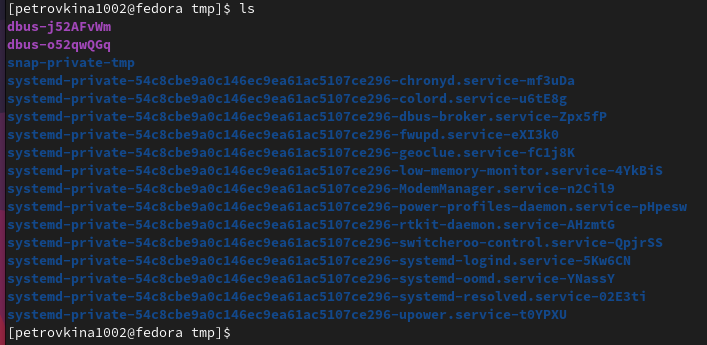 [petrovkina1002@fedora tmp]$ ls
dbus-j52AFvWm
dbus-o52qwQGq
snap-private-tmp
systemd-private-54c8cbe9a0c146ec9ea61ac5107ce296-chronyd.service-mf3uDa
systemd-private-54c8cbe9a0c146ec9ea61ac5107ce296-colord.service-u6tE8g
systemd-private-54c8cbe9a0c146ec9ea61ac5107ce296-dbus-broker.service-Zpx5fP
systemd-private-54c8cbe9a0c146ec9ea61ac5107ce296-fwupd.service-eXI3k0
systemd-private-54c8cbe9a0c146ec9ea61ac5107ce296-geoclue.service-fC1j8K
systemd-private-54c8cbe9a0c146ec9ea61ac5107ce296-low-memory-monitor.service-4YkBiS
systemd-private-54c8cbe9a0c146ec9ea61ac5107ce296-ModemManager.service-n2Cil9
systemd-private-54c8cbe9a0c146ec9ea61ac5107ce296-power-profiles-daemon.service-pHpesw
systemd-private-54c8cbe9a0c146ec9ea61ac5107ce296-rtkit-daemon.service-AHzmtG
systemd-private-54c8cbe9a0c146ec9ea61ac5107ce296-switcheroo-control.service-QpjrSS
systemd-private-54c8cbe9a0c146ec9ea61ac5107ce296-systemd-logind.service-5Kw6CN
systemd-private-54c8cbe9a0c146ec9ea61ac5107ce296-systemd-oomd.service-YNassY
systemd-private-54c8cbe9a0c146ec9ea61ac5107ce296-systemd-resolved.service-02E3ti
systemd-private-54c8cbe9a0c146ec9ea61ac5107ce296-upower.service-t0YPXU
[petrovkina1002@fedora tmp]$